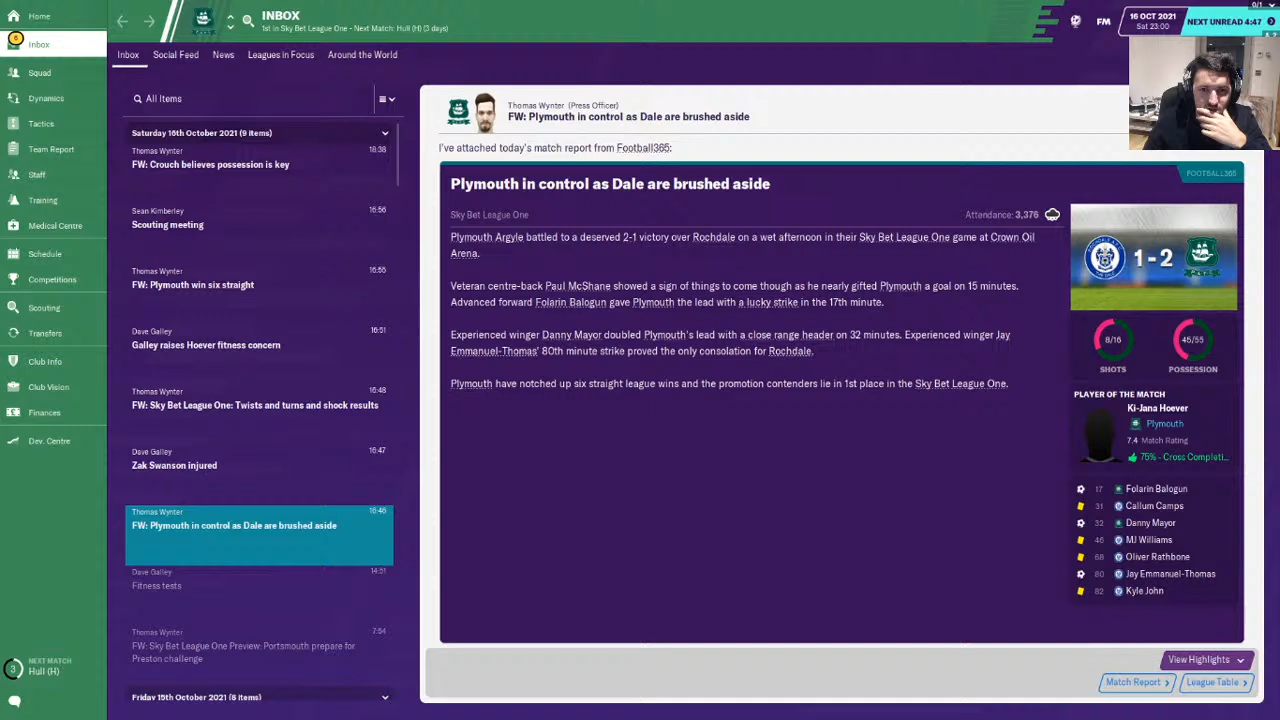 Home
6
Inbox
Squad
Dynamics
Tactics
Team Report
Staff
Training
Medical Centre
Schedule
Competitions
Scouting
Transfers
Club Info
Club Vision
Finances
Dev. Centre
3
NEXT MATCH
Hull (H)
INBOX
1st in Sky Bet League One - Next Match: Hull (H) (3 days)
FM
16 OCT 2021
Sat 23:00
NEXT UNREAD 4:47
0/1
Inbox
Social Feed
News
Leagues in Focus
Around the World
All Items
Saturday 16th October 2021 (9 items)
Thomas Wynter
18:38
FW: Crouch believes possession is key
Sean Kimberley
16:56
Scouting meeting
Thomas Wynter
16:55
FW: Plymouth win six straight
Dave Galley
16:51
Galley raises Hoever fitness concern
Thomas Wynter
16:48
FW: Sky Bet League One: Twists and turns and shock results
Dave Galley
16:47
Zak Swanson injured
Thomas Wynter
16:46
FW: Plymouth in control as Dale are brushed aside
Dave Galley
14:51
Fitness tests
Thomas Wynter
7:54
FW: Sky Bet League One Preview: Portsmouth prepare for
Preston challenge
Friday 15th October 2021 (8 items)
Thomas Wynter (Press Officer)
FW: Plymouth in control as Dale are brushed aside
I've attached today's match report from Football365:
FOOTBALL365
Plymouth in control as Dale are brushed aside
Sky Bet League One
Attendance: 3,376
Plymouth Argyle battled to a deserved 2-1 victory over Rochdale on a wet afternoon in their Sky Bet League One game at Crown Oil
Arena.
Veteran centre-back Paul McShane showed a sign of things to come though as he nearly gifted Plymouth a goal on 15 minutes.
Advanced forward Folarin Balogun gave Plymouth the lead with a lucky strike in the 17th minute.
Experienced winger Danny Mayor doubled Plymouth's lead with a close range header on 32 minutes. Experienced winger Jay
Emmanuel-Thomas' 80th minute strike proved the only consolation for Rochdale.
Plymouth have notched up six straight league wins and the promotion contenders lie in 1st place in the Sky Bet League One.
1 - 2
8/16
SHOTS
45/55
POSSESSION
PLAYER OF THE MATCH
Ki-Jana Hoever
Plymouth
7.4 Match Rating
75% - Cross Completi...
17 Folarin Balogun
31 Callum Camps
32 Danny Mayor
46 MJ Williams
68 Oliver Rathbone
80 Jay Emmanuel-Thomas
82 Kyle John
View Highlights
Match Report
League Table